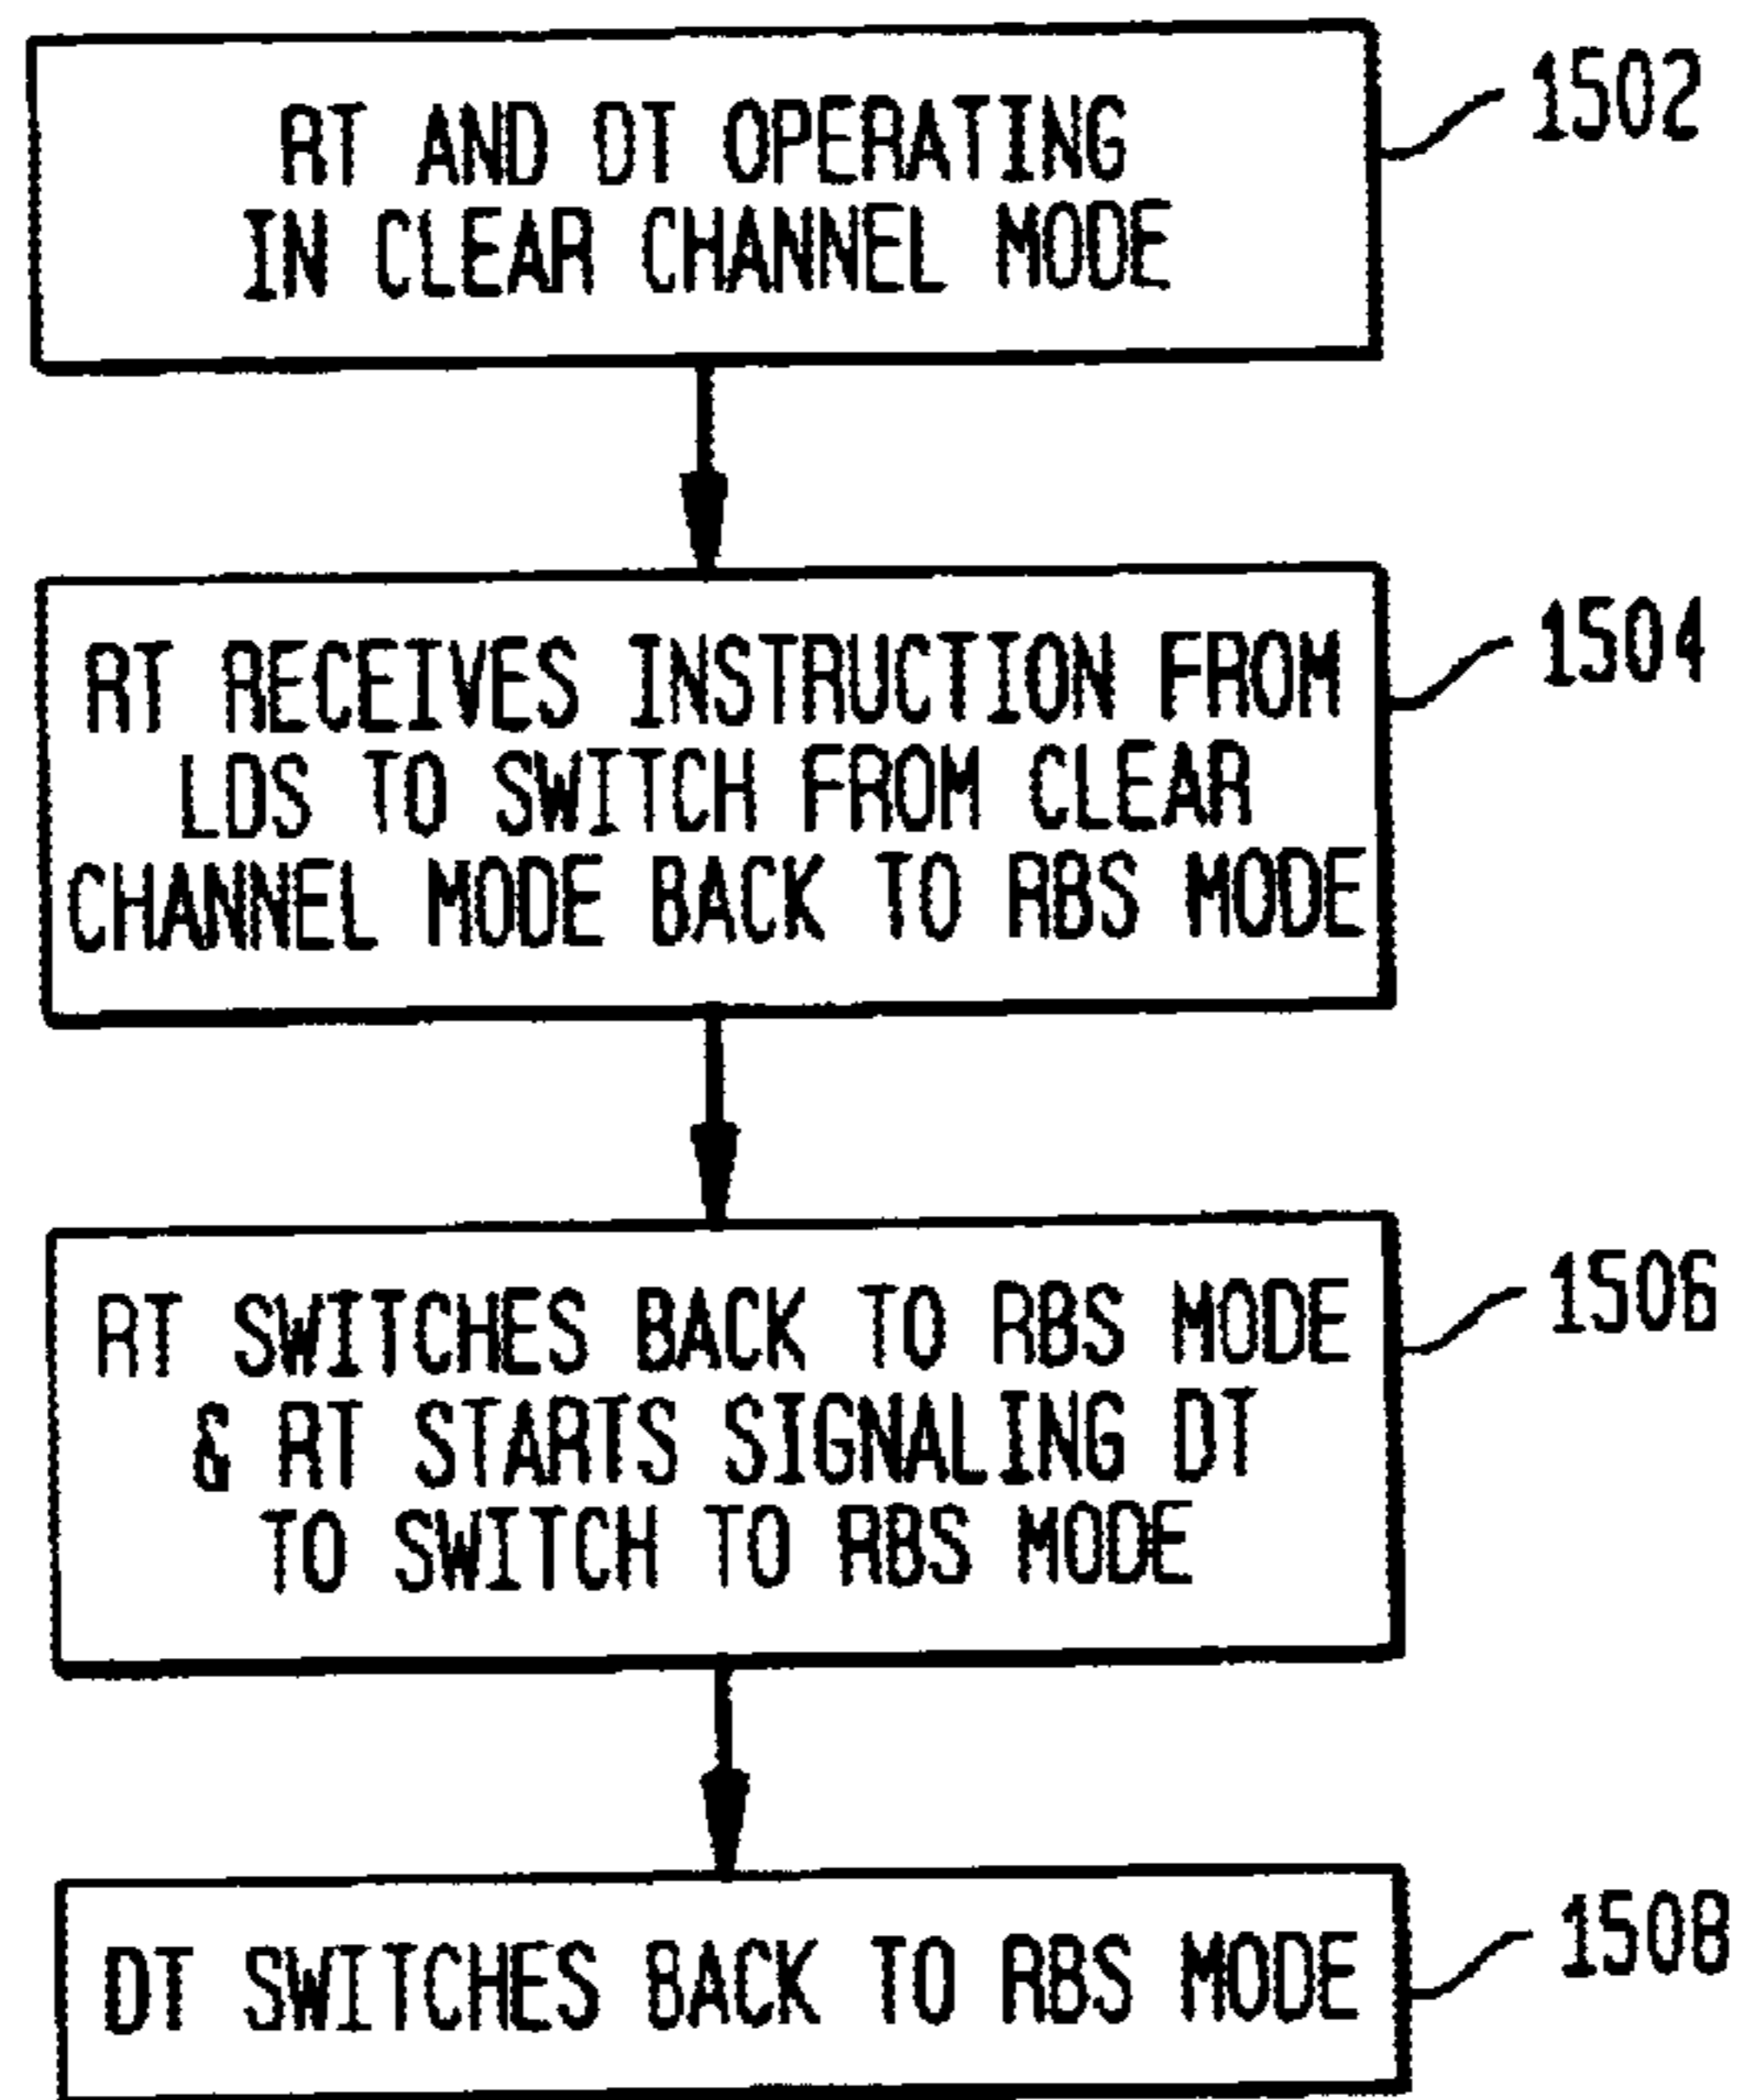 RT AND DT OPERATING
IN CLEAR CHANNEL MODE
1502
RT RECEIVES INSTRUCTION FROM
LDS TO SWITCH FROM CLEAR
CHANNEL MODE BACK TO RBS MODE
1504
RT SWITCHES BACK TO RBS MODE
& RT STARTS SIGNALING DT
TO SWITCH TO RBS MODE
1506
DT SWITCHES BACK TO RBS MODE
1508